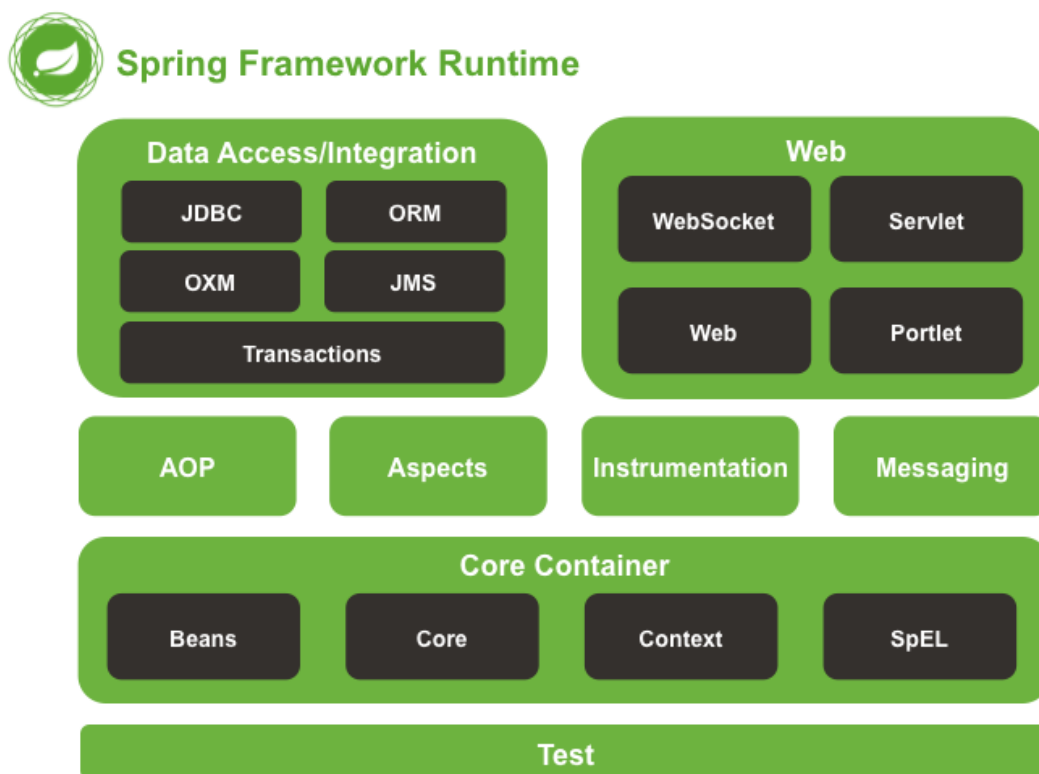 Spring Framework Runtime
Data Access/Integration
JDBC
ORM
OXM
JMS
Transactions
Web
WebSocket
Servlet
Web
Portlet
AOP
Aspects
Instrumentation
Messaging
Core Container
Beans
Core
Context
SpEL
Test